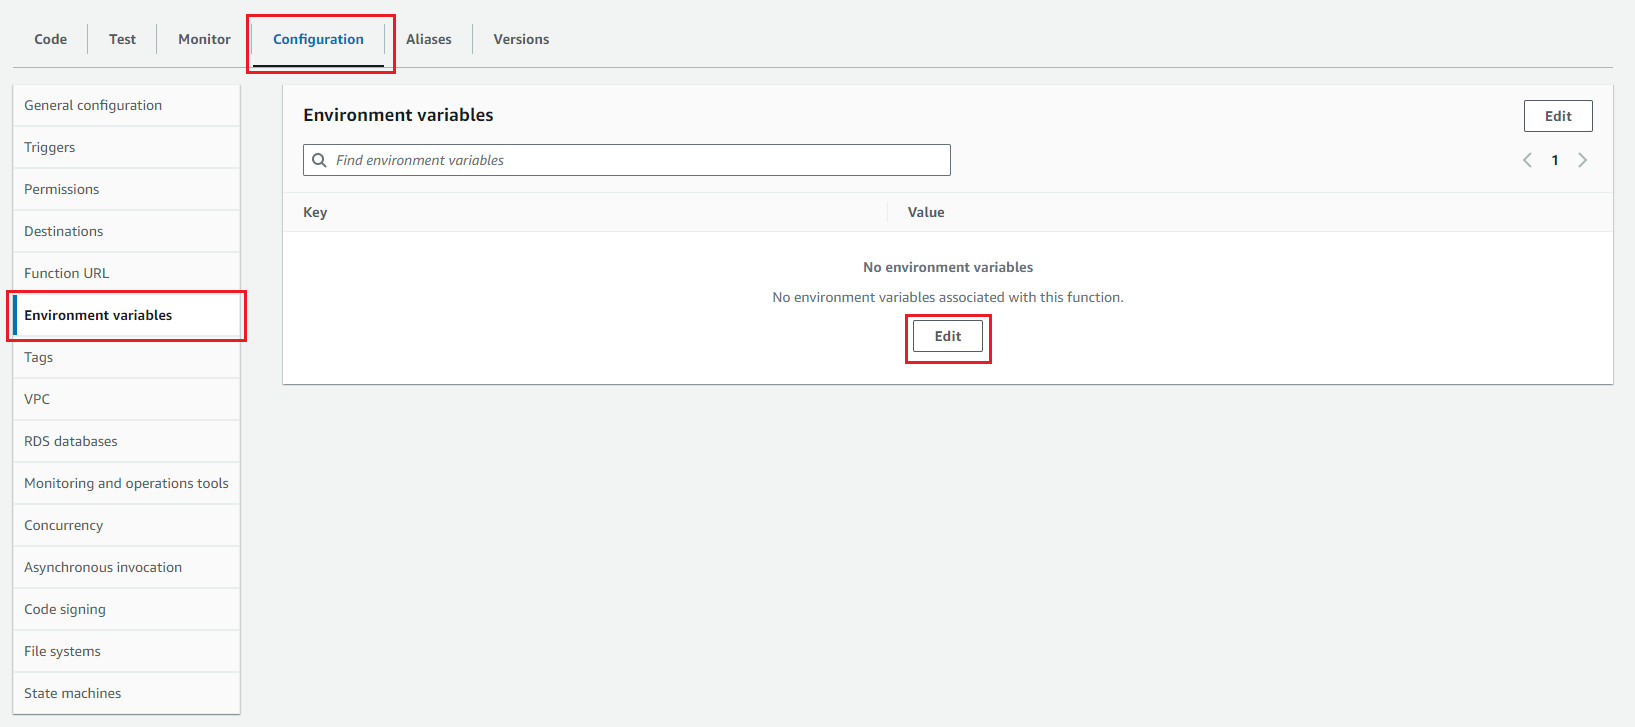 Code Test Monitor Configuration Aliases Versions
General configuration
Triggers
Permissions
Destinations
Function URL
Environment variables
Tags
VPC
RDS databases
Monitoring and operations tools
Concurrency
Asynchronous invocation
Code signing
File systems
State machines
Environment variables
Edit
Find environment variables
1
Key Value
No environment variables
No environment variables associated with this function.
Edit